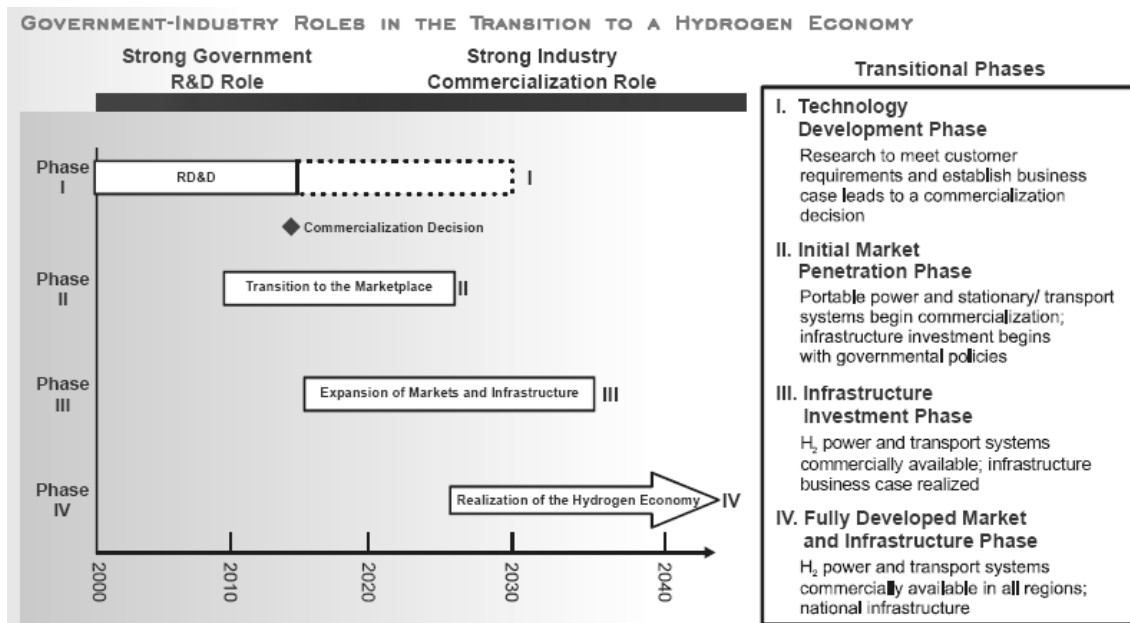 GOVERNMENT-INDUSTRY ROLES IN THE TRANSITION TO A HYDROGEN ECONOMY
Strong Government
R&D Role
Strong Industry
Commercialization Role
Phase
I
RD&D
I
Commercialization Decision
Phase
II
Transition to the Marketplace
II
Phase
III
Expansion of Markets and Infrastructure
III
Phase
IV
Realization of the Hydrogen Economy
IV
2000
2010
2020
2030
2040
Transitional Phases
I. Technology
Development Phase
Research to meet customer
requirements and establish business
case leads to a commercialization
decision
II. Initial Market
Penetration Phase
Portable power and stationary/ transport
systems begin commercialization;
infrastructure investment begins
with governmental policies
III. Infrastructure
Investment Phase
H₂ power and transport systems
commercially available; infrastructure
business case realized
IV. Fully Developed Market
and Infrastructure Phase
H₂ power and transport systems
commercially available in all regions;
national infrastructure